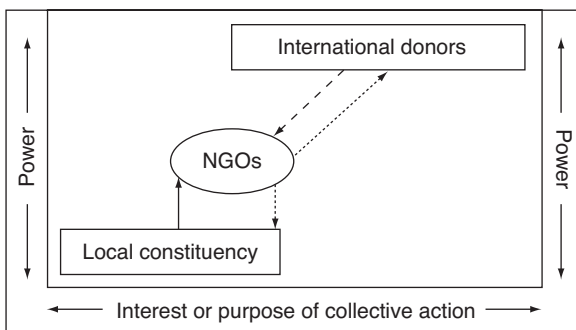 International donors
Power
NGOs
Power
Local constituency
Interest or purpose of collective action